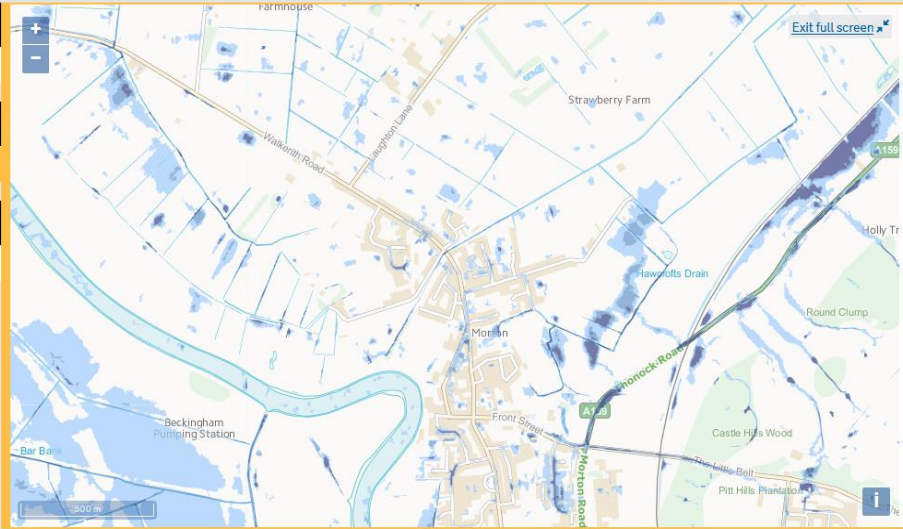 Farmhouse
+
−
Exit full screen
Strawberry Farm
Laughton Lane
Walkerith Road
A159
Holly Tr
Hawcrofts Drain
Round Clump
Morton
honock Road
A159
Front Street
Beckingham
Pumping Station
Castle Hills Wood
Bar Bank
Morton Road
The Little Belt
Pitt Hills Plantation
500 m
i